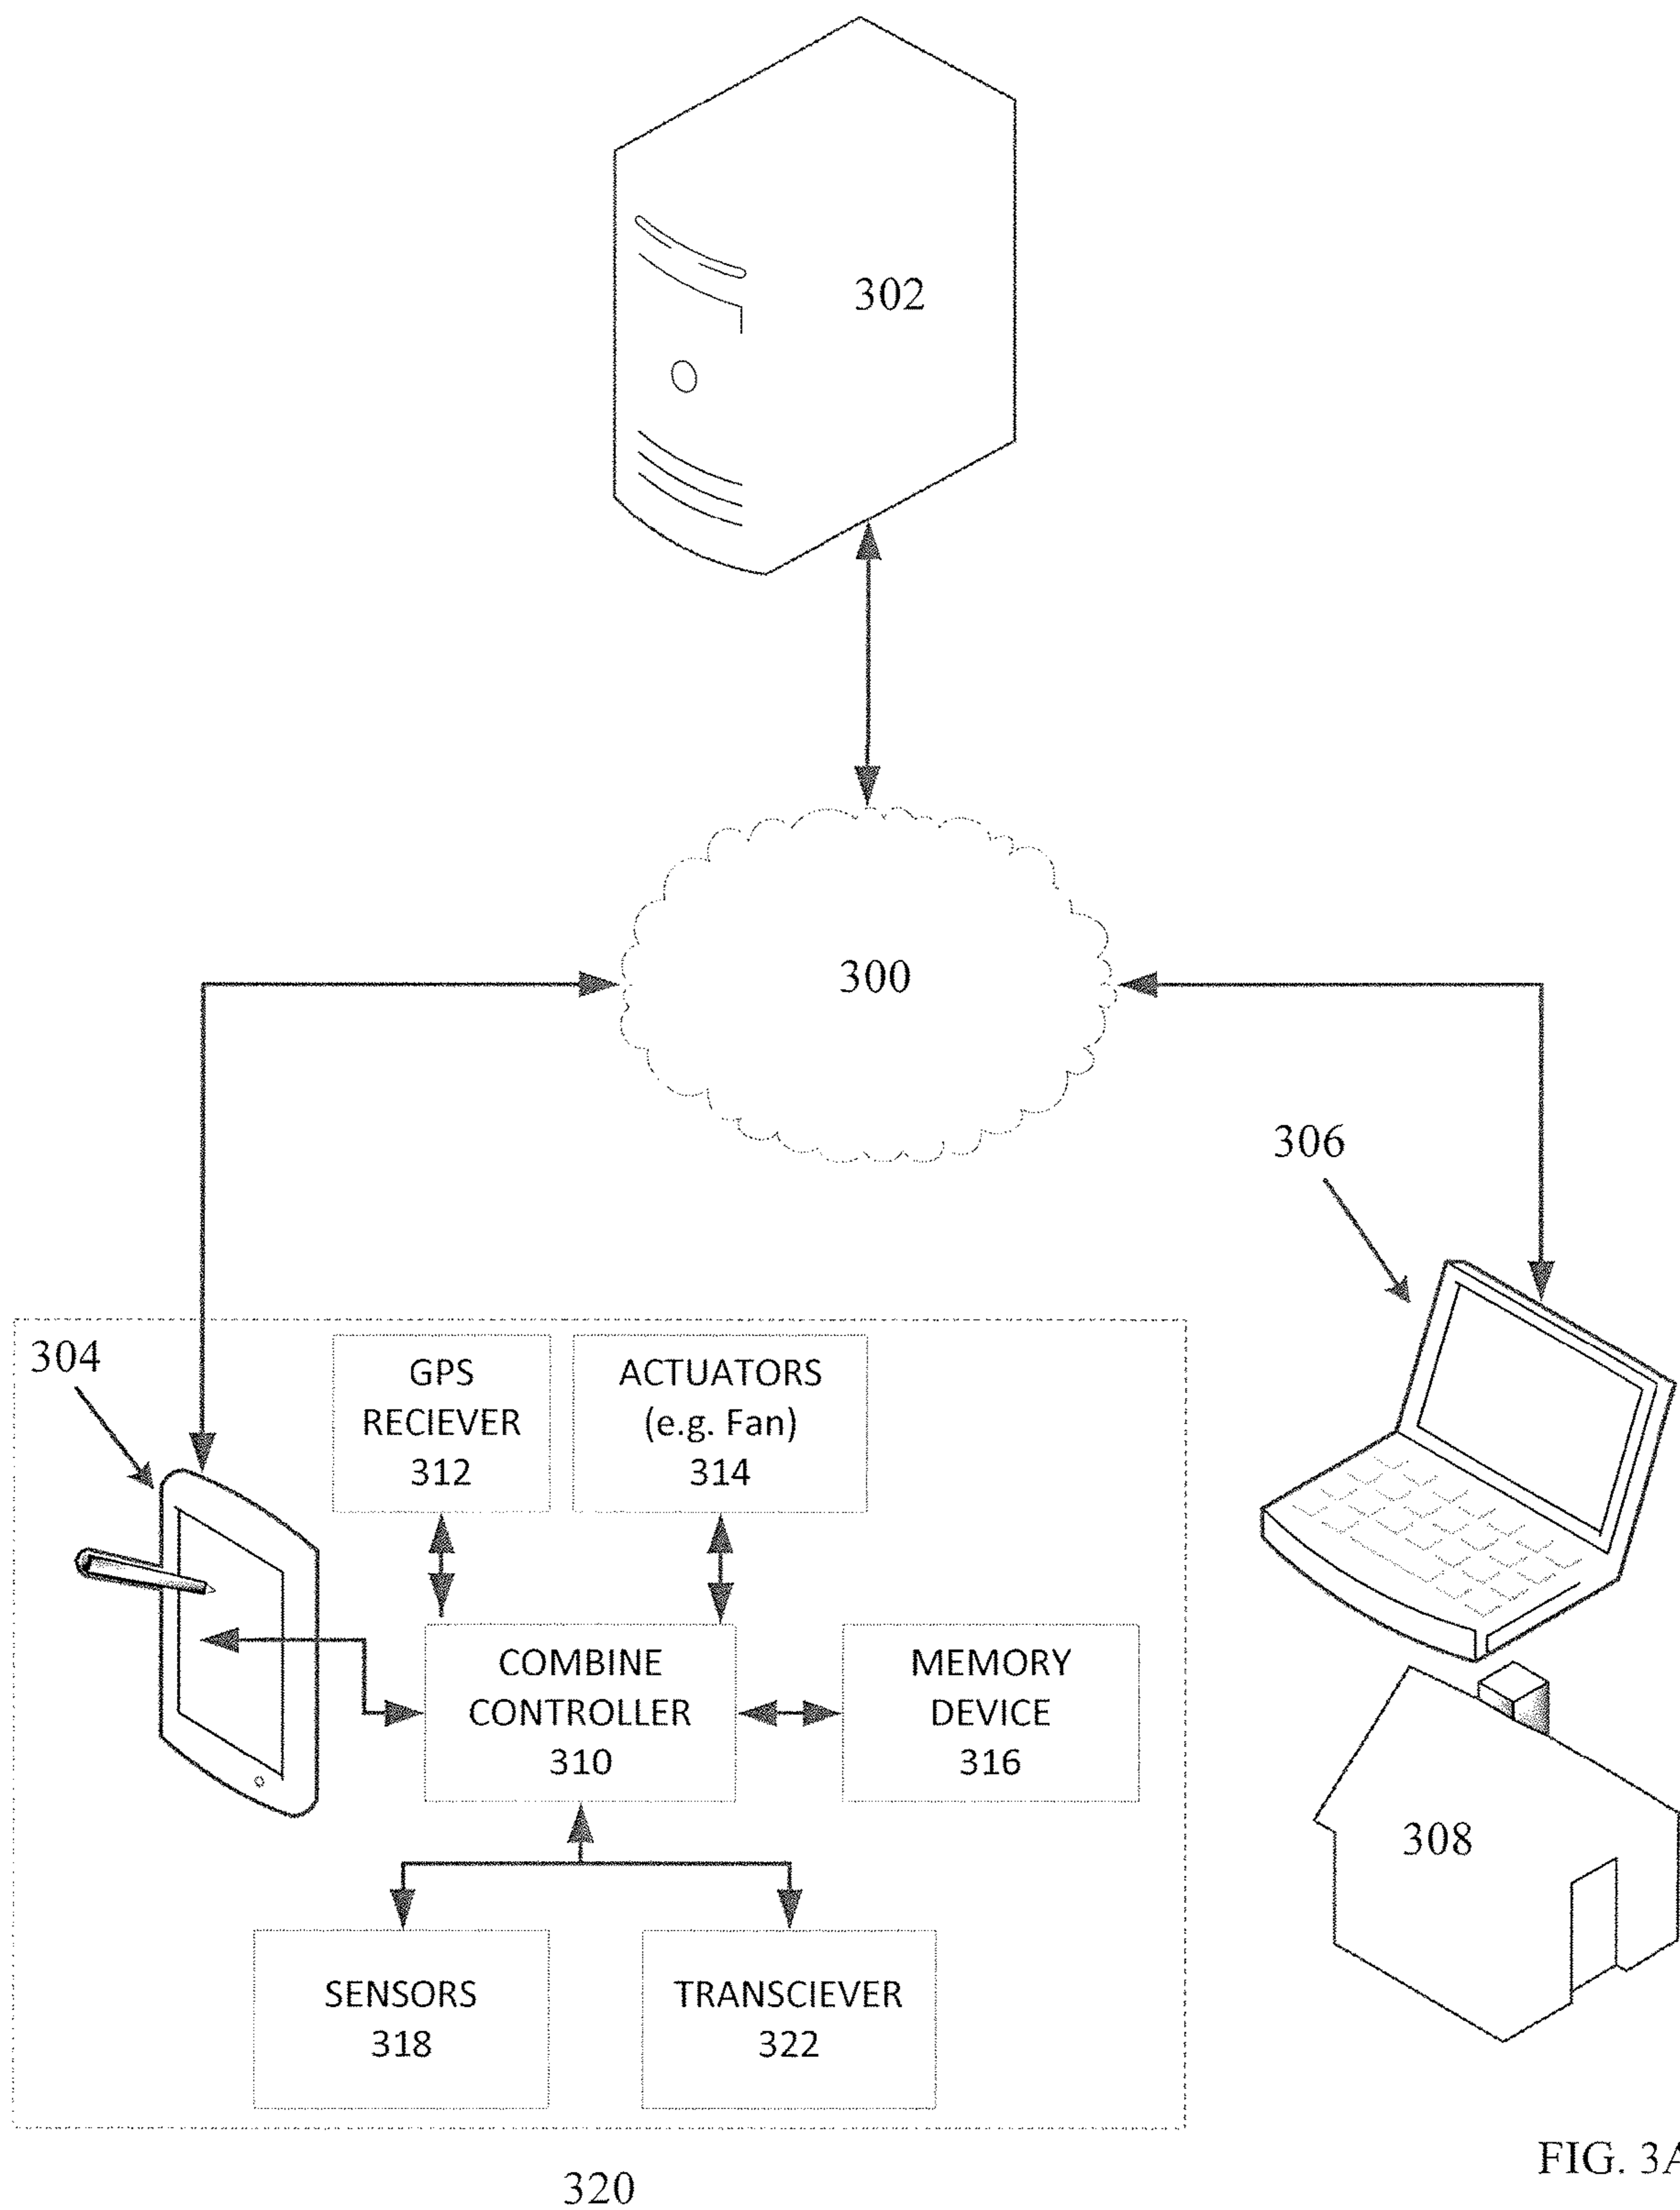 302
300
306
304
GPS
RECIEVER
312
ACTUATORS
(e.g. Fan)
314
COMBINE
CONTROLLER
310
MEMORY
DEVICE
316
308
SENSORS
318
TRANSCIEVER
322
320
FIG. 3A